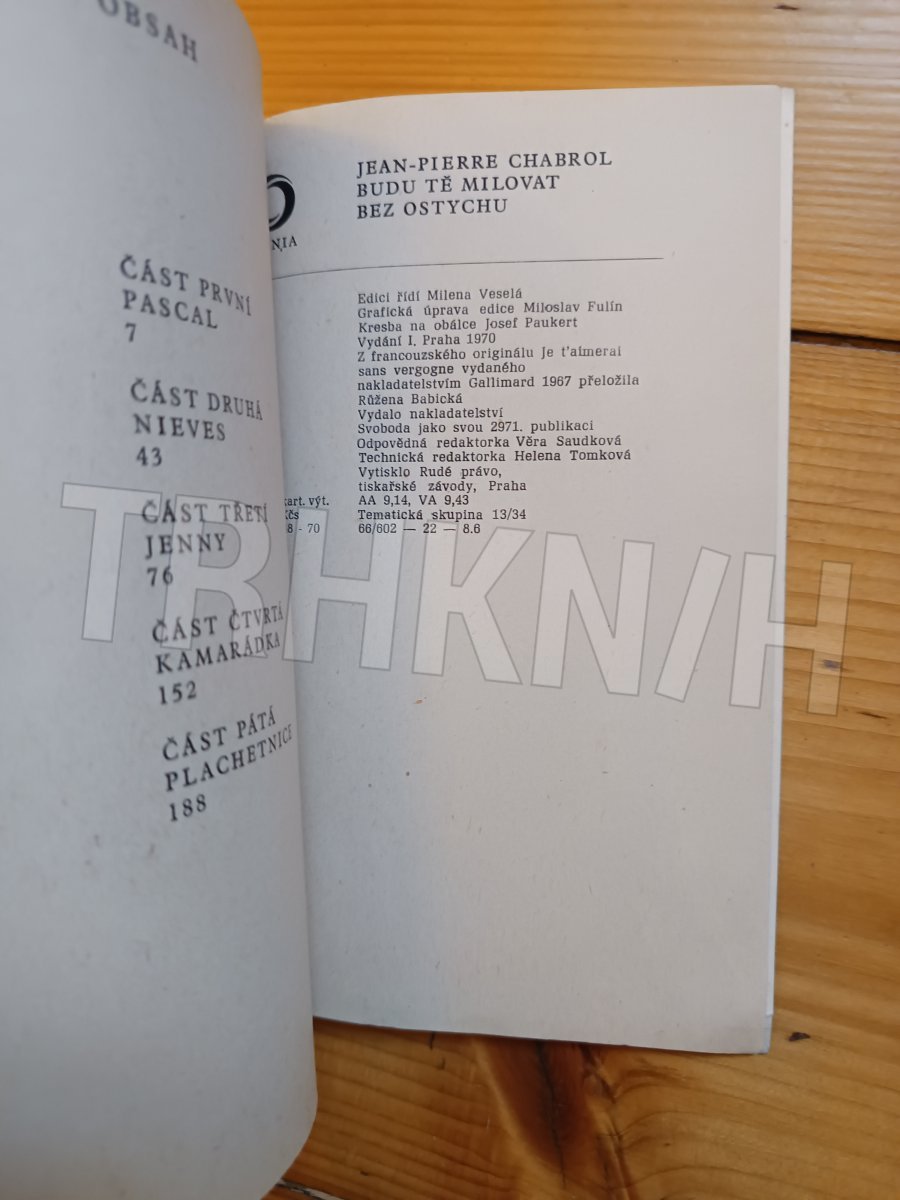 OBSAH
ČÁST PRVNÍ
PASCAL
7
ČÁST DRUHÁ
NIEVES
43
ČÁST TŘETÍ
JENNY
76
ČÁST ČTVRTÁ
KAMARÁDKA
152
ČÁST PÁTÁ
PLACHETNICE
188
JEAN-PIERRE CHABROL
BUDU TĚ MILOVAT
BEZ OSTYCHU
Edici řídí Milena Veselá
Grafická úprava edice Miloslav Fulín
Kresba na obálce Josef Paukert
Vydání I. Praha 1970
Z francouzského originálu Je t'aimerai
sans vergogne vydaného
nakladatelstvím Gallimard 1967 přeložila
Růžena Babická
Vydalo nakladatelství
Svoboda jako svou 2971. publikaci
Odpovědná redaktorka Věra Saudková
Technická redaktorka Helena Tomková
Vytisklo Rudé právo,
tiskařské závody, Praha
AA 9,14, VA 9,43
Tematická skupina 13/34
66/602 — 22 — 8.6
kart. výt.
Kčs
8 - 70
TRHKNIH